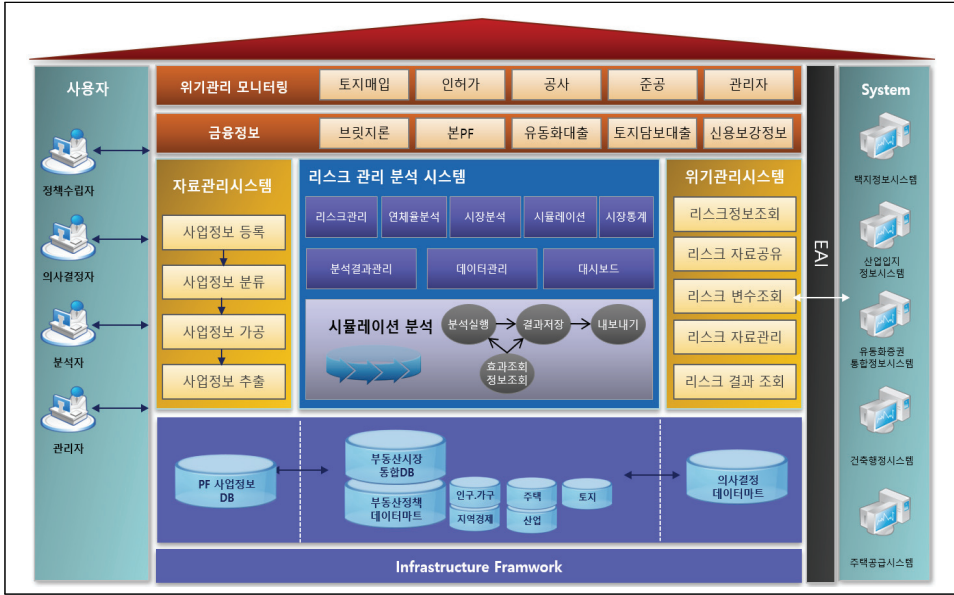 사용자
정책수립자
의사결정자
분석자
관리자
위기관리 모니터링
토지매입
인허가
공사
준공
관리자
금융정보
브릿지론
본PF
유동화대출
토지담보대출
신용보강정보
자료관리시스템
사업정보 등록
사업정보 분류
사업정보 가공
사업정보 추출
리스크 관리 분석 시스템
리스크관리
연체율분석
시장분석
시뮬레이션
시장통계
분석결과관리
데이터관리
대시보드
시뮬레이션 분석
분석실행
결과저장
내보내기
효과조회
정보조회
위기관리시스템
리스크정보조회
리스크 자료공유
리스크 변수조회
리스크 자료관리
리스크 결과 조회
PF 사업정보
DB
부동산시장
통합DB
부동산정책
데이터마트
인구.가구
지역경제
주택
산업
토지
의사결정
데이터마트
Infrastructure Framwork
EAI
System
택지정보시스템
산업입지
정보시스템
유동화증권
통합정보시스템
건축행정시스템
주택공급시스템